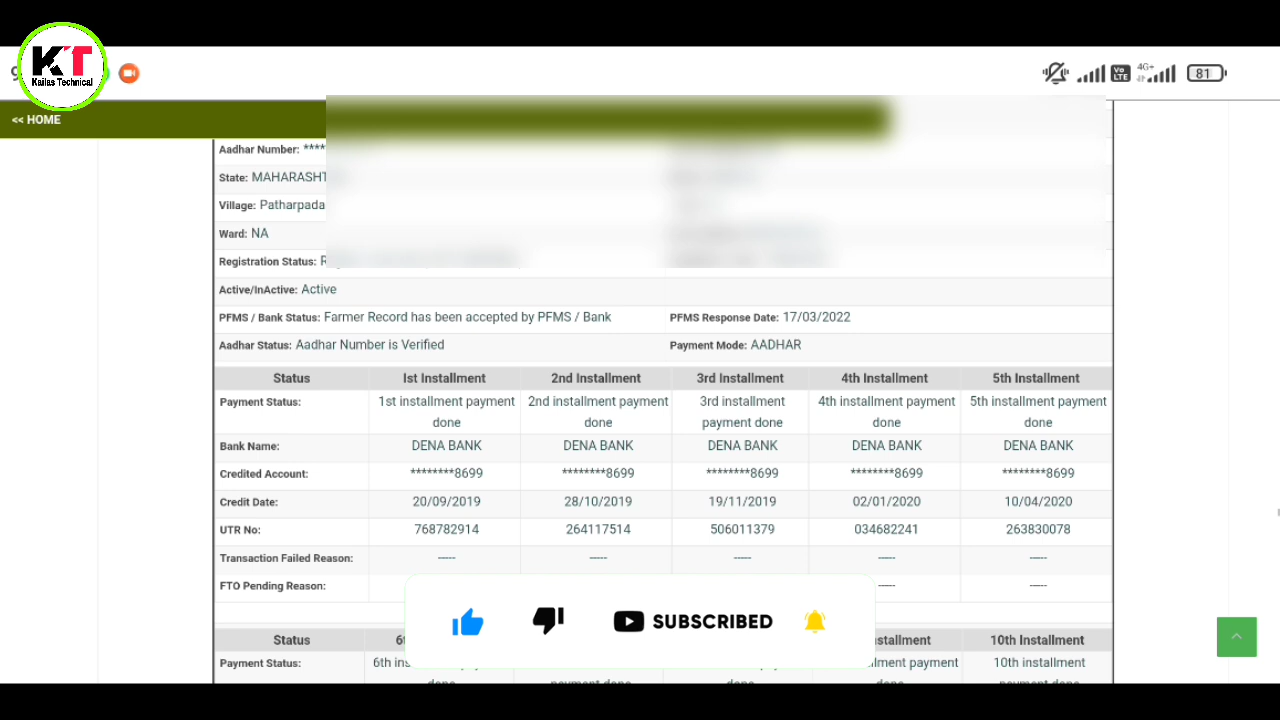 KT
Kailas Technical
Vo LTE
4G+
81
<< HOME
Aadhar Number: ****
State: MAHARASHT
Village: Patharpada
Ward: NA
Registration Status:
Active/InActive: Active
PFMS / Bank Status: Farmer Record has been accepted by PFMS / Bank PFMS Response Date: 17/03/2022
Aadhar Status: Aadhar Number is Verified Payment Mode: AADHAR
Status Ist Installment 2nd Installment 3rd Installment 4th Installment 5th Installment
Payment Status: 1st installment payment done 2nd installment payment done 3rd installment payment done 4th installment payment done 5th installment payment done
Bank Name: DENA BANK DENA BANK DENA BANK DENA BANK DENA BANK
Credited Account: ********8699 ********8699 ********8699 ********8699 ********8699
Credit Date: 20/09/2019 28/10/2019 19/11/2019 02/01/2020 10/04/2020
UTR No: 768782914 264117514 506011379 034682241 263830078
Transaction Failed Reason: ----- ----- ----- ----- -----
FTO Pending Reason: ----- -----
SUBSCRIBED
Status 10th Installment
Payment Status: 6th payment 10th installment